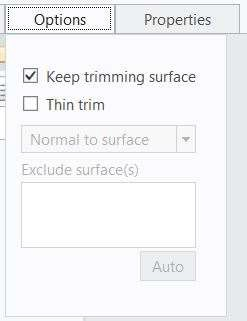 Options Properties
Keep trimming surface
Thin trim
Normal to surface
Exclude surface(s)
Auto